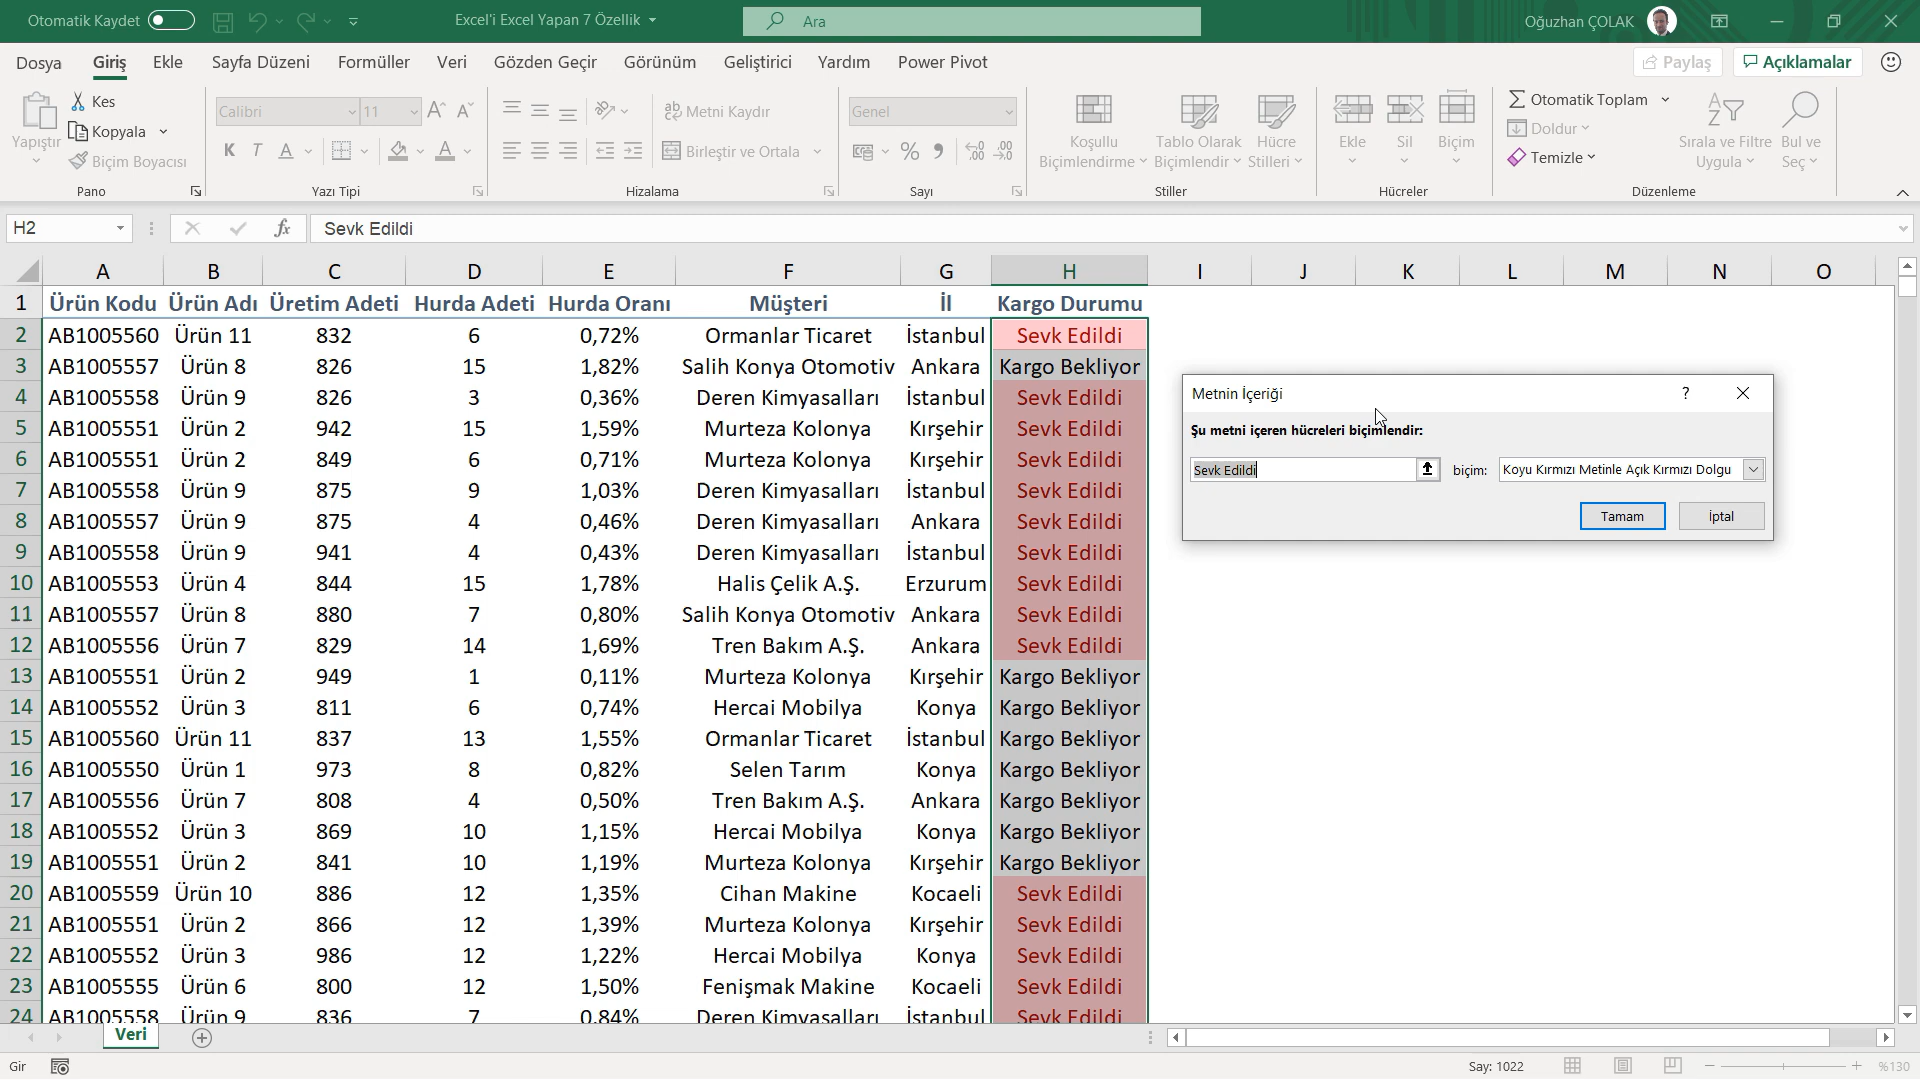 Otomatik Kaydet Excel'i Excel Yapan 7 Özellik Ara Oğuzhan ÇOLAK
Dosya Giriş Ekle Sayfa Düzeni Formüller Veri Gözden Geçir Görünüm Geliştirici Yardım Power Pivot Paylaş Açıklamalar
Yapıştır Kes Kopyala Biçim Boyacısı Pano
Calibri 11 K T A A Yazı Tipi
Metni Kaydır Birleştir ve Ortala Hizalama
Genel % Sayı
Koşullu Biçimlendirme Tablo Olarak Biçimlendir Hücre Stilleri Stiller
Ekle Sil Biçim Hücreler
Otomatik Toplam Doldur Temizle Sırala ve Filtre Uygula Bul ve Seç Düzenleme
H2 fx Sevk Edildi
A B C D E F G H I J K L M N O
1 Ürün Kodu Ürün Adı Üretim Adeti Hurda Adeti Hurda Oranı Müşteri İl Kargo Durumu
2 AB1005560 Ürün 11 832 6 0,72% Ormanlar Ticaret İstanbul Sevk Edildi
3 AB1005557 Ürün 8 826 15 1,82% Salih Konya Otomotiv Ankara Kargo Bekliyor
4 AB1005558 Ürün 9 826 3 0,36% Deren Kimyasalları İstanbul Sevk Edildi
5 AB1005551 Ürün 2 942 15 1,59% Murteza Kolonya Kırşehir Sevk Edildi
6 AB1005551 Ürün 2 849 6 0,71% Murteza Kolonya Kırşehir Sevk Edildi
7 AB1005558 Ürün 9 875 9 1,03% Deren Kimyasalları İstanbul Sevk Edildi
8 AB1005557 Ürün 9 875 4 0,46% Deren Kimyasalları Ankara Sevk Edildi
9 AB1005558 Ürün 9 941 4 0,43% Deren Kimyasalları İstanbul Sevk Edildi
10 AB1005553 Ürün 4 844 15 1,78% Halis Çelik A.Ş. Erzurum Sevk Edildi
11 AB1005557 Ürün 8 880 7 0,80% Salih Konya Otomotiv Ankara Sevk Edildi
12 AB1005556 Ürün 7 829 14 1,69% Tren Bakım A.Ş. Ankara Sevk Edildi
13 AB1005551 Ürün 2 949 1 0,11% Murteza Kolonya Kırşehir Kargo Bekliyor
14 AB1005552 Ürün 3 811 6 0,74% Hercai Mobilya Konya Kargo Bekliyor
15 AB1005560 Ürün 11 837 13 1,55% Ormanlar Ticaret İstanbul Kargo Bekliyor
16 AB1005550 Ürün 1 973 8 0,82% Selen Tarım Konya Kargo Bekliyor
17 AB1005556 Ürün 7 808 4 0,50% Tren Bakım A.Ş. Ankara Kargo Bekliyor
18 AB1005552 Ürün 3 869 10 1,15% Hercai Mobilya Konya Kargo Bekliyor
19 AB1005551 Ürün 2 841 10 1,19% Murteza Kolonya Kırşehir Kargo Bekliyor
20 AB1005559 Ürün 10 886 12 1,35% Cihan Makine Kocaeli Sevk Edildi
21 AB1005551 Ürün 2 866 12 1,39% Murteza Kolonya Kırşehir Sevk Edildi
22 AB1005552 Ürün 3 986 12 1,22% Hercai Mobilya Konya Sevk Edildi
23 AB1005555 Ürün 6 800 12 1,50% Fenişmak Makine Kocaeli Sevk Edildi
24 AB1005558 Ürün 9 836 7 0,84% Deren Kimyasalları İstanbul Sevk Edildi
Metnin İçeriği ?
Şu metni içeren hücreleri biçimlendir:
Sevk Edildi biçim: Koyu Kırmızı Metinle Açık Kırmızı Dolgu
Tamam İptal
Veri
Gir Say: 1022 %130